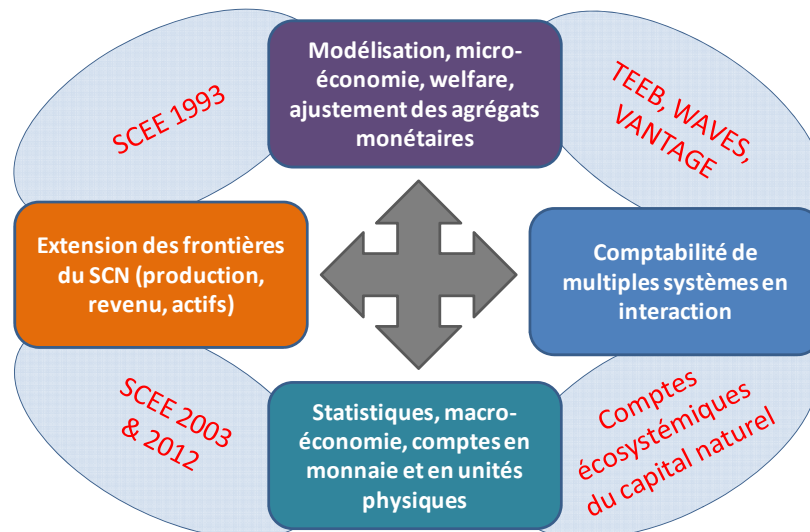 Modélisation, micro-
économie, welfare,
ajustement des agrégats
monétaires
SCEE 1993
TEEB, WAVES,
VANTAGE
Extension des frontières
du SCN (production,
revenu, actifs)
Comptabilité de
multiples systèmes en
interaction
SCEE 2003
& 2012
Statistiques, macro-
économie, comptes en
monnaie et en unités
physiques
Comptes
écosystémiques
du capital naturel